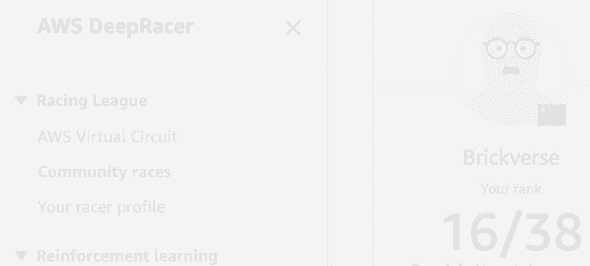 AWS DeepRacer
Racing League
AWS Virtual Circuit
Community races
Your racer profile
Reinforcement learning
Brickverse
Your rank
16/38